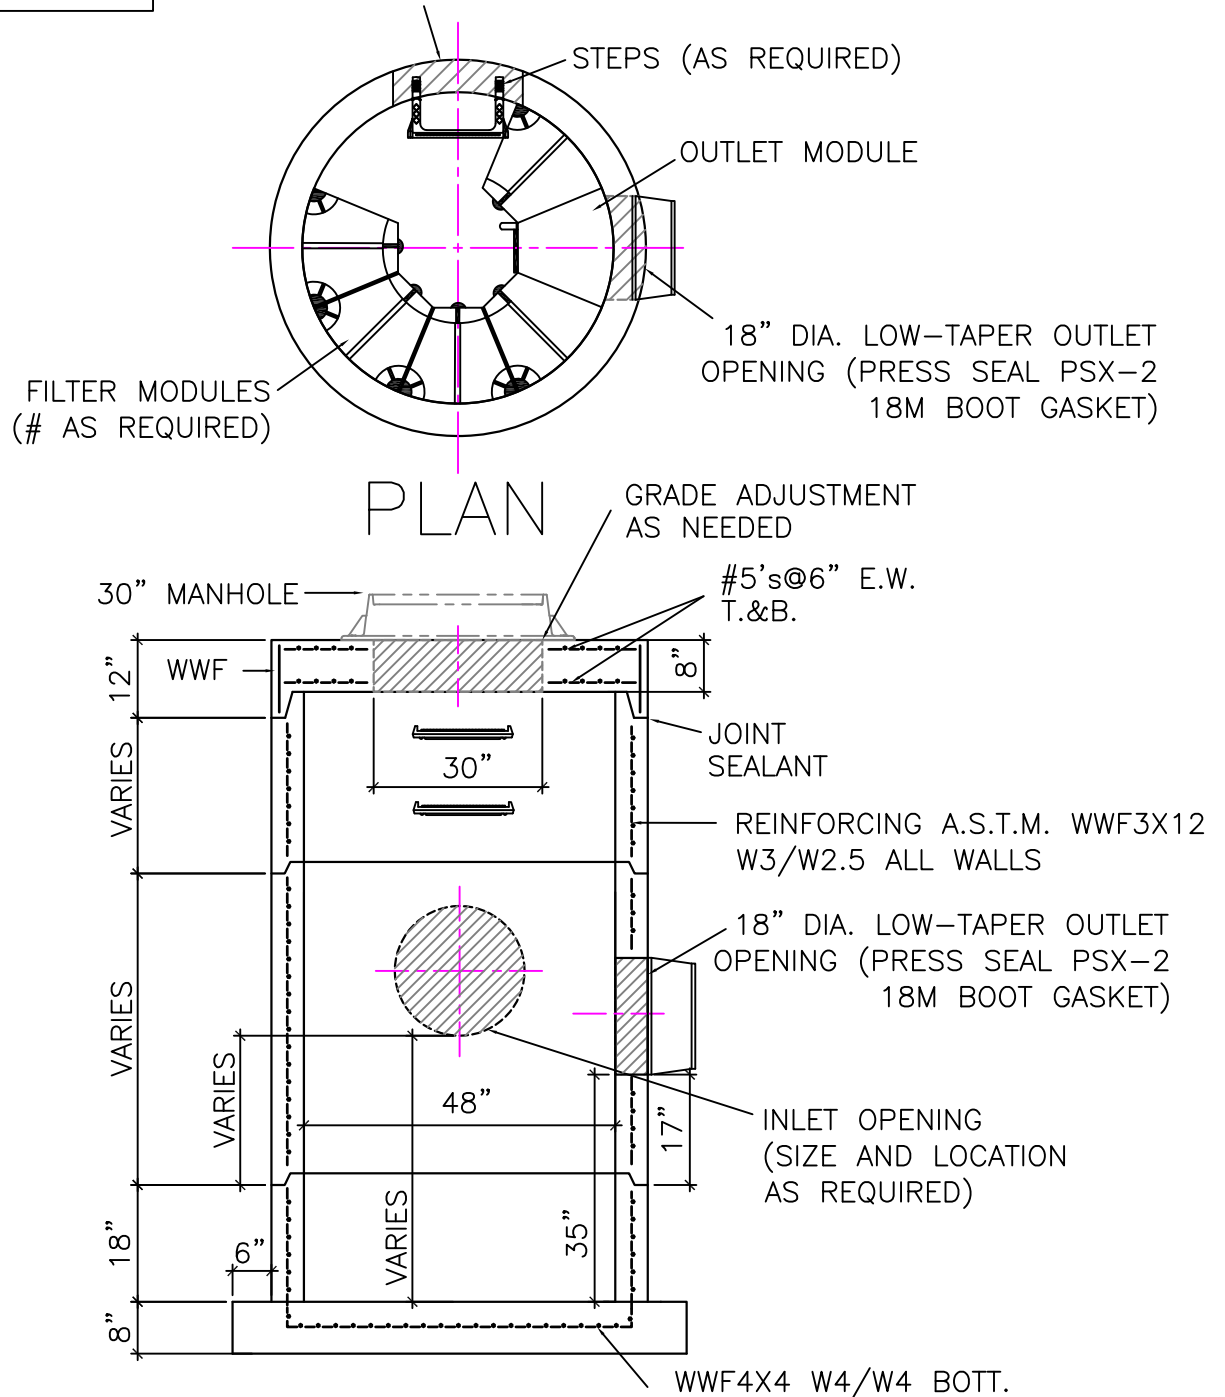 STEPS (AS REQUIRED)
OUTLET MODULE
18" DIA. LOW-TAPER OUTLET
OPENING (PRESS SEAL PSX-2
18M BOOT GASKET)
FILTER MODULES
(# AS REQUIRED)
PLAN
GRADE ADJUSTMENT
AS NEEDED
30" MANHOLE
#5's@6" E.W.
T.&B.
12"
WWF
8"
JOINT
SEALANT
30"
VARIES
REINFORCING A.S.T.M. WWF3X12
W3/W2.5 ALL WALLS
18" DIA. LOW-TAPER OUTLET
OPENING (PRESS SEAL PSX-2
18M BOOT GASKET)
VARIES
VARIES
48"
17"
INLET OPENING
(SIZE AND LOCATION
AS REQUIRED)
18"
6"
VARIES
35"
8"
WWF4X4 W4/W4 BOTT.